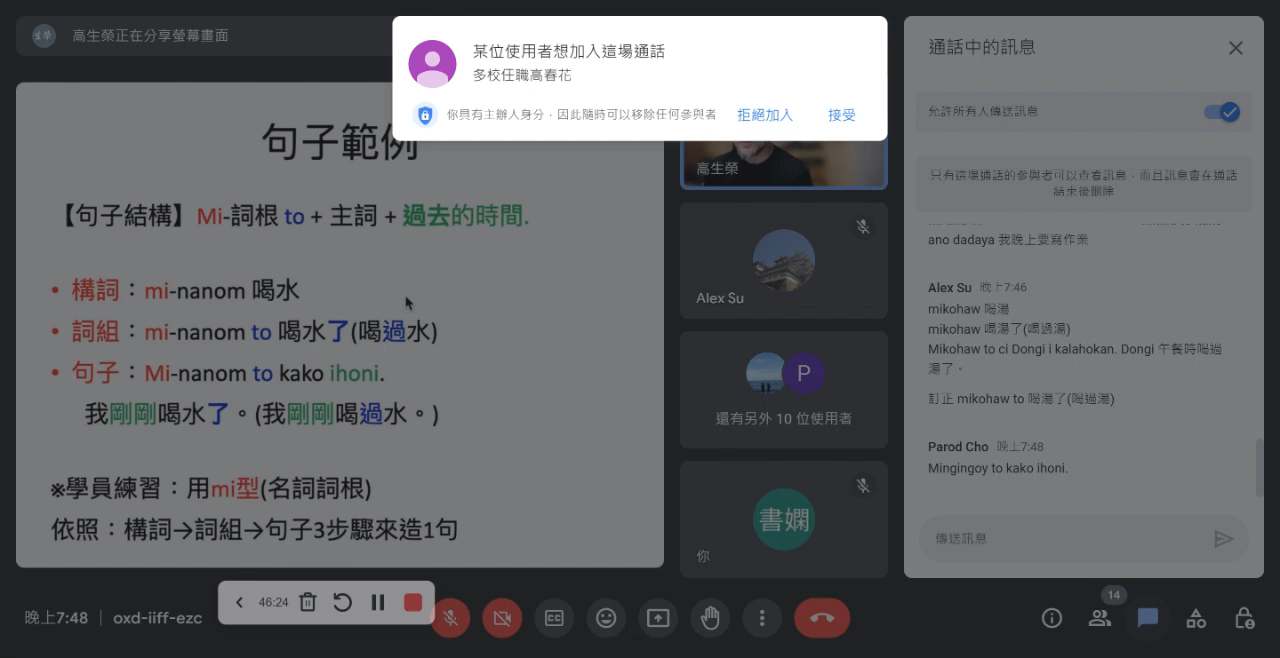 生榮
高生榮正在分享螢幕畫面
某位使用者想加入這場通話
多校任職高春花
你具有主辦人身分，因此隨時可以移除任何參與者
拒絕加入
接受
句子範例
【句子結構】Mi-詞根 to + 主詞 + 過去的時間.
• 構詞：mi-nanom 喝水
• 詞組：mi-nanom to 喝水了(喝過水)
• 句子：Mi-nanom to kako ihoni.
我剛剛喝水了。(我剛剛喝過水。)
※學員練習：用mi型(名詞詞根)
依照：構詞→詞組→句子3步驟來造1句
高生榮
Alex Su
P
還有另外 10 位使用者
書嫻
你
通話中的訊息
允許所有人傳送訊息
只有這場通話的參與者可以查看訊息，而且訊息會在通話
結束後刪除
ano dadaya 我晚上要寫作業
Alex Su 晚上7:46
mikohaw 喝湯
mikohaw 喝湯了(喝過湯)
Mikohaw to ci Dongi i kalahokan. Dongi 午餐時喝過
湯了。
訂正 mikohaw to 喝湯了(喝過湯)
Parod Cho 晚上7:48
Mingingoy to kako ihoni.
傳送訊息
晚上7:48 | oxd-iiff-ezc
46:24
CC
14